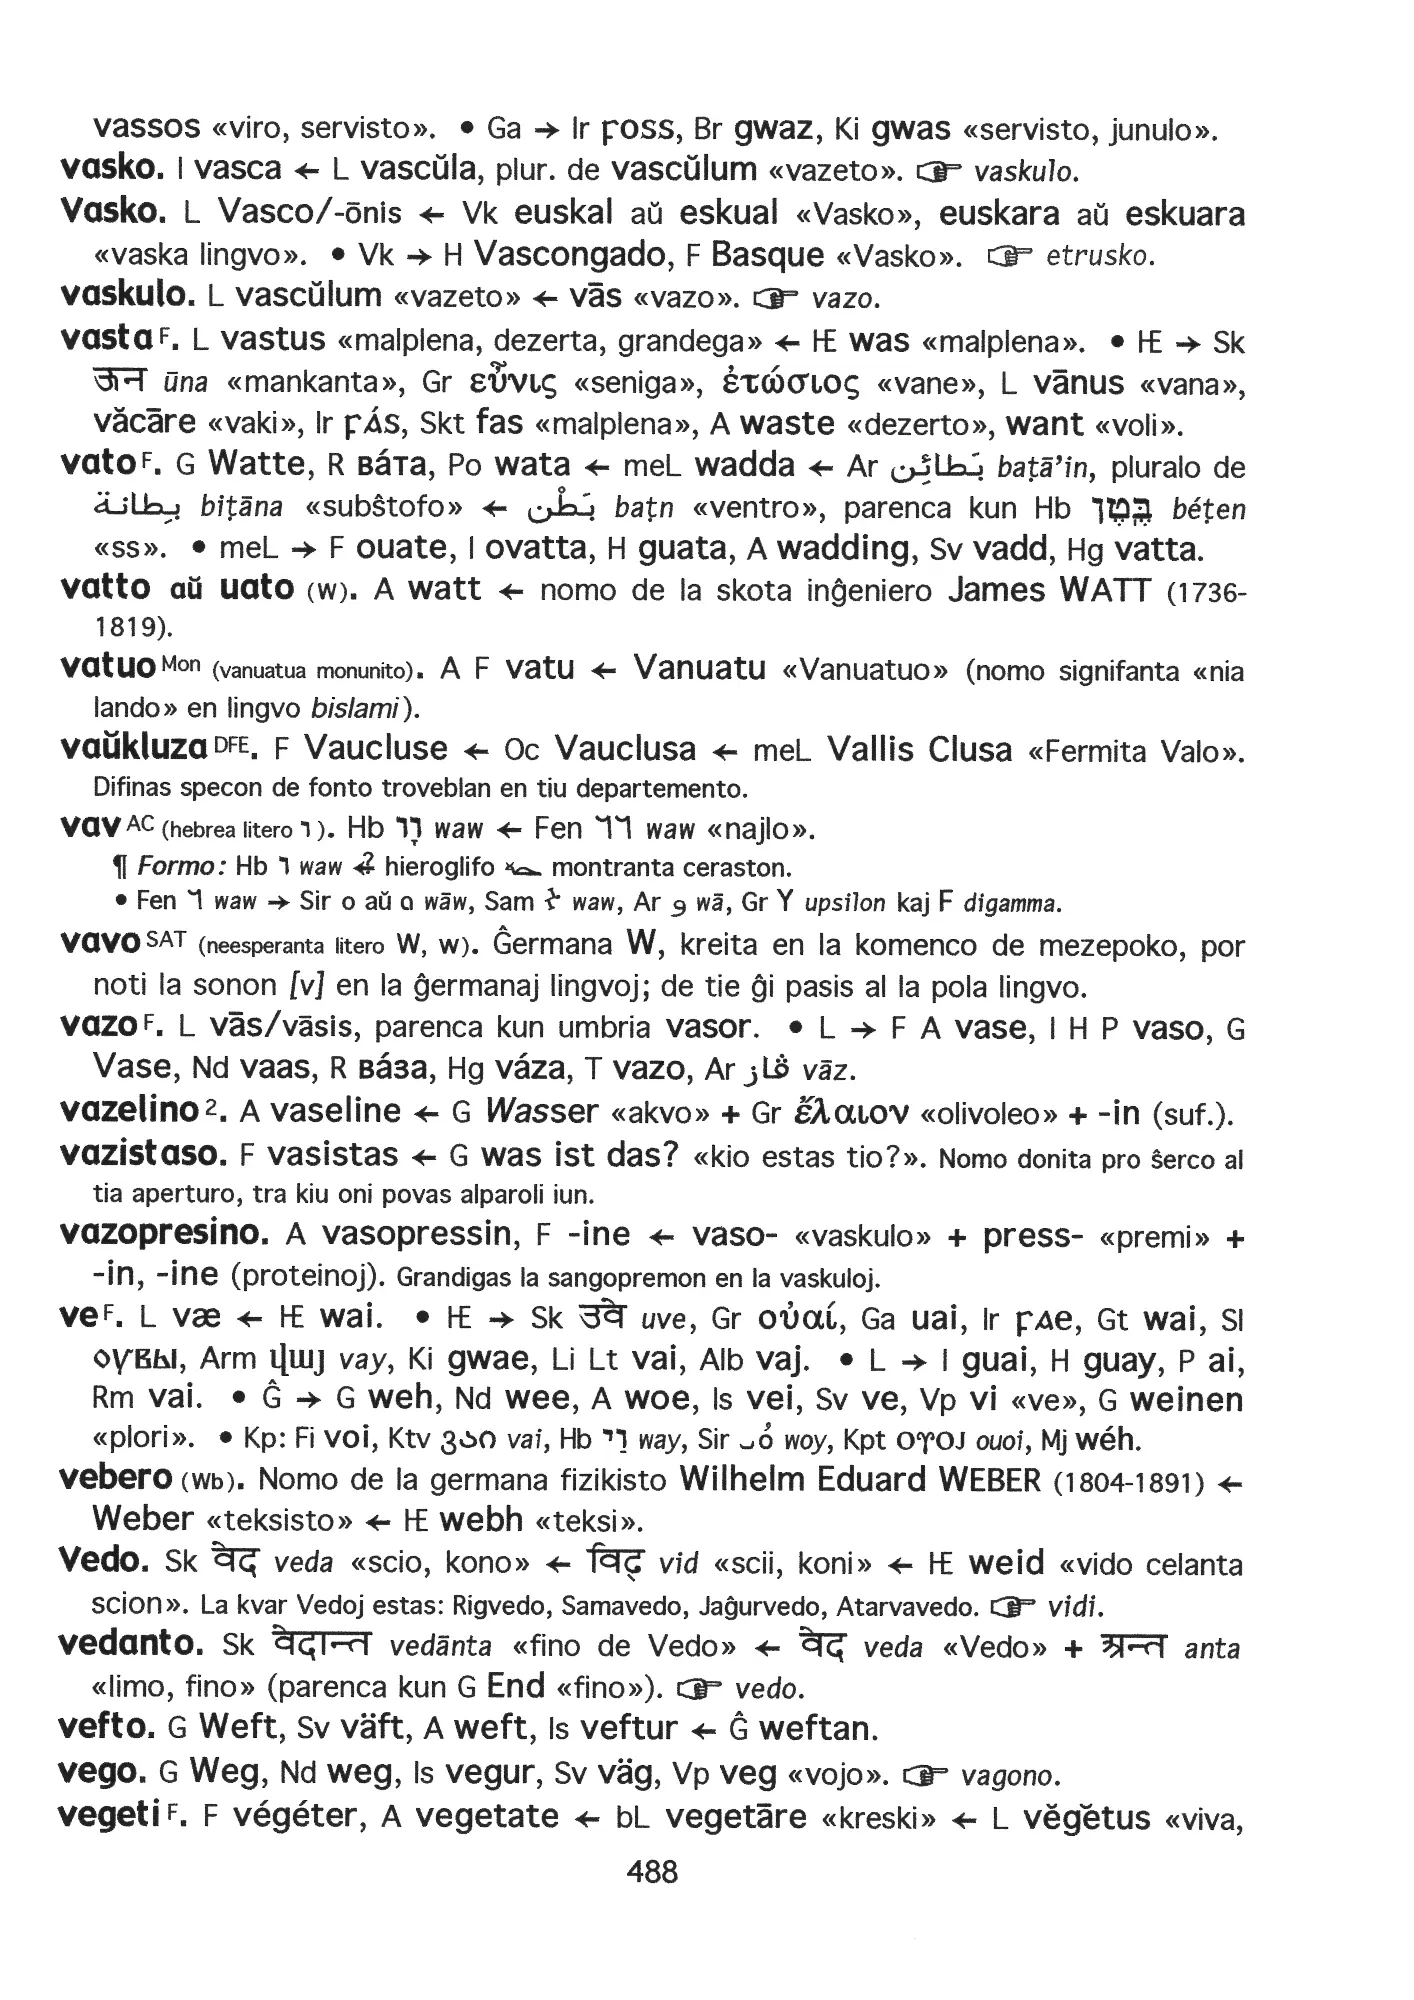 vassos «viro, servisto». • Ga → Ir ꝼoss, Br gwaz, Ki gwas «servisto, junulo».
vasko. I vasca ← L vascŭla, plur. de vascŭlum «vazeto». ☞ vaskulo.
Vasko. L Vasco/-ōnis ← Vk euskal aŭ eskual «Vasko», euskara aŭ eskuara
«vaska lingvo». • Vk → H Vascongado, F Basque «Vasko». ☞ etrusko.
vaskulo. L vascŭlum «vazeto» ← vās «vazo». ☞ vazo.
vasta F. L vastus «malplena, dezerta, grandega» ← IE was «malplena». • IE → Sk
ऊन ūna «mankanta», Gr εὖνις «seniga», ἐτώσιος «vane», L vānus «vana»,
văcāre «vaki», Ir ꝼÁs, Skt fas «malplena», A waste «dezerto», want «voli».
vato F. G Watte, R ва́та, Po wata ← meL wadda ← Ar بَطائِن baṭā’in, pluralo de
بِطانة biṭāna «subŝtofo» ← بَطْن baṭn «ventro», parenca kun Hb בֶּטֶן béṭen
«ss». • meL → F ouate, I ovatta, H guata, A wadding, Sv vadd, Hg vatta.
vatto aŭ uato (W). A watt ← nomo de la skota inĝeniero James WATT (1736-
1819).
vatuo Mon (vanuatua monunito). A F vatu ← Vanuatu «Vanuatuo» (nomo signifanta «nia
lando» en lingvo bislami).
vaŭkluza DFE. F Vaucluse ← Oc Vauclusa ← meL Vallis Clusa «Fermita Valo».
Difinas specon de fonto troveblan en tiu departemento.
vav AC (hebrea litero ו). Hb וָו waw ← Fen 𐤅𐤅 waw «najlo».
¶ Formo: Hb ו waw ← hieroglifo 𓆑 montranta ceraston.
• Fen 𐤅 waw → Sir o aŭ ܘ wāw, Sam ࠅ waw, Ar و wā, Gr Υ upsilon kaj F digamma.
vavo SAT (neesperanta litero W, w). Ĝermana W, kreita en la komenco de mezepoko, por
noti la sonon [v] en la ĝermanaj lingvoj; de tie ĝi pasis al la pola lingvo.
vazo F. L vās/vāsis, parenca kun umbria vasor. • L → F A vase, I H P vaso, G
Vase, Nd vaas, R ва́за, Hg váza, T vazo, Ar ڤاز vāz.
vazelino 2. A vaseline ← G Wasser «akvo» + Gr ἔλαιον «olivoleo» + -in (suf.).
vazistaso. F vasistas ← G was ist das? «kio estas tio?». Nomo donita pro ŝerco al
tia aperturo, tra kiu oni povas alparoli iun.
vazopresino. A vasopressin, F -ine ← vaso- «vaskulo» + press- «premi» +
-in, -ine (proteinoj). Grandigas la sangopremon en la vaskuloj.
ve F. L væ ← IE wai. • IE → Sk उवे uve, Gr οὐαί, Ga uai, Ir ꝼAe, Gt wai, Sl
оувы, Arm վայ vay, Ki gwae, Li Lt vai, Alb vaj. • L → I guai, H guay, P ai,
Rm vai. • Ĝ → G weh, Nd wee, A woe, Is vei, Sv ve, Vp vi «ve», G weinen
«plori». • Kp: Fi voi, Ktv ვაი vai, Hb וַי way, Sir ܘܝ woy, Kpt ⲟⲩⲟⲓ ouoi, Mj wéh.
vebero (Wb). Nomo de la germana fizikisto Wilhelm Eduard WEBER (1804-1891) ←
Weber «teksisto» ← IE webh «teksi».
Vedo. Sk वेद veda «scio, kono» ← विद् vid «scii, koni» ← IE weid «vido celanta
scion». La kvar Vedoj estas: Rigvedo, Samavedo, Jaĝurvedo, Atarvavedo. ☞ vidi.
vedanto. Sk वेदान्त vedānta «fino de Vedo» ← वेद veda «Vedo» + अन्त anta
«limo, fino» (parenca kun G End «fino»). ☞ vedo.
vefto. G Weft, Sv väft, A weft, Is veftur ← Ĝ weftan.
vego. G Weg, Nd weg, Is vegur, Sv väg, Vp veg «vojo». ☞ vagono.
vegeti F. F végéter, A vegetate ← bL vegetāre «kreski» ← L vĕgĕtus «viva,
488